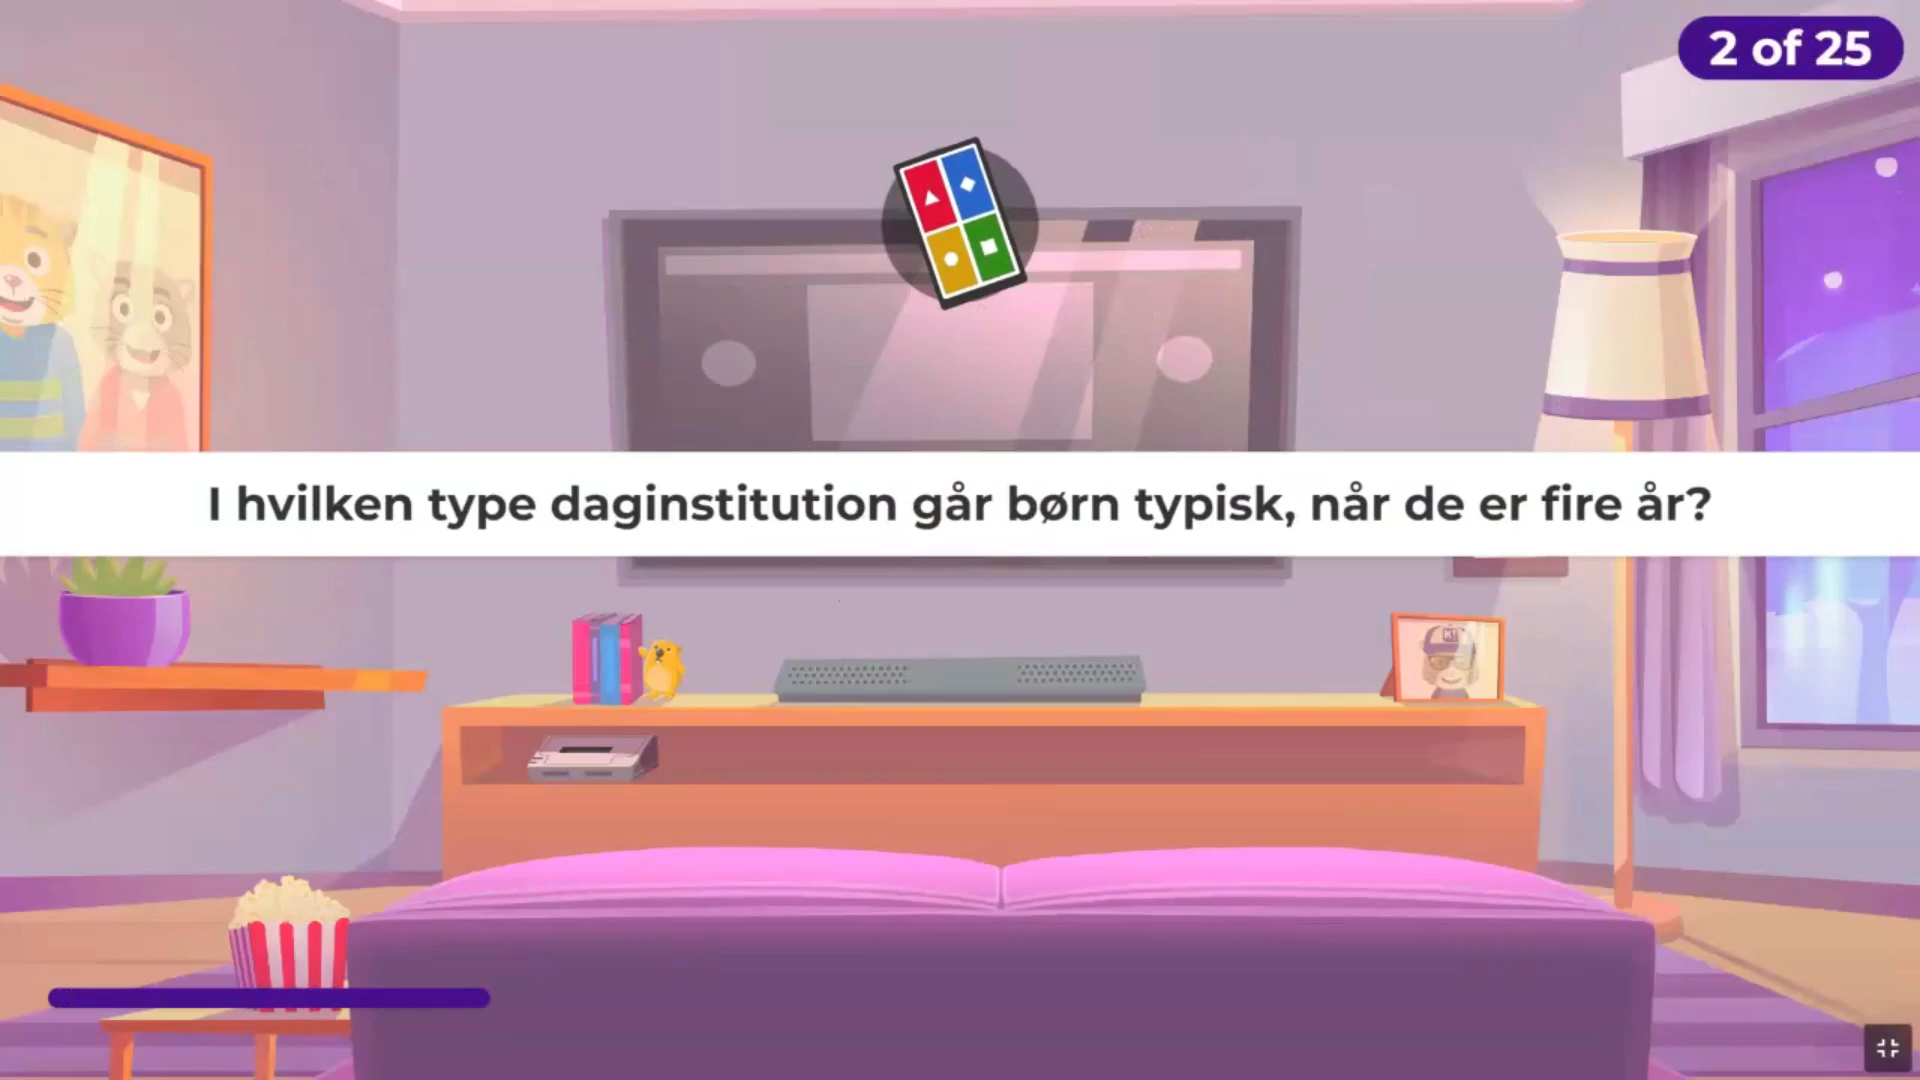 2 of 25
I hvilken type daginstitution går børn typisk, når de er fire år?